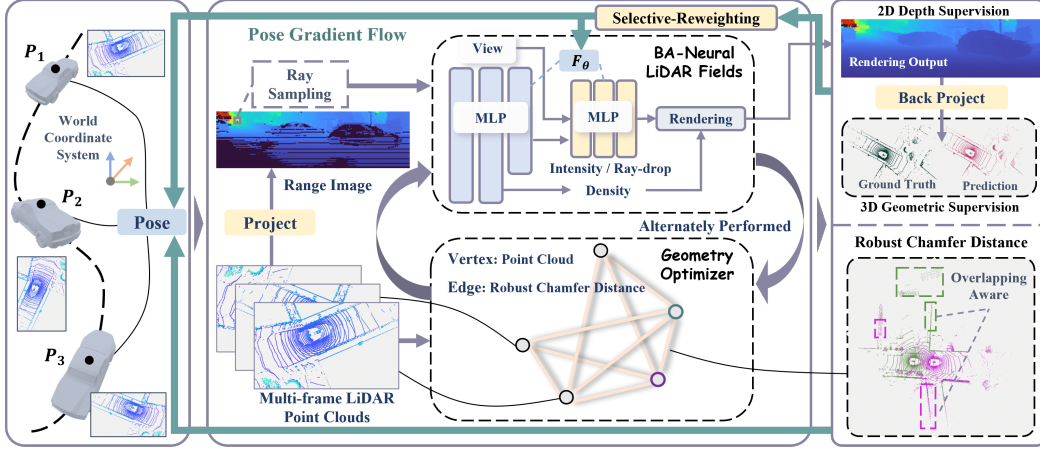 P1
World
Coordinate
System
P2
P3
Pose
Pose Gradient Flow
Selective-Reweighting
Ray
Sampling
Range Image
Project
Multi-frame LiDAR
Point Clouds
View
Fθ
BA-Neural
LiDAR Fields
MLP
MLP
Rendering
Intensity / Ray-drop
Density
Alternately Performed
Vertex: Point Cloud
Edge: Robust Chamfer Distance
Geometry
Optimizer
2D Depth Supervision
Rendering Output
Back Project
Ground Truth
Prediction
3D Geometric Supervision
Robust Chamfer Distance
Overlapping
Aware